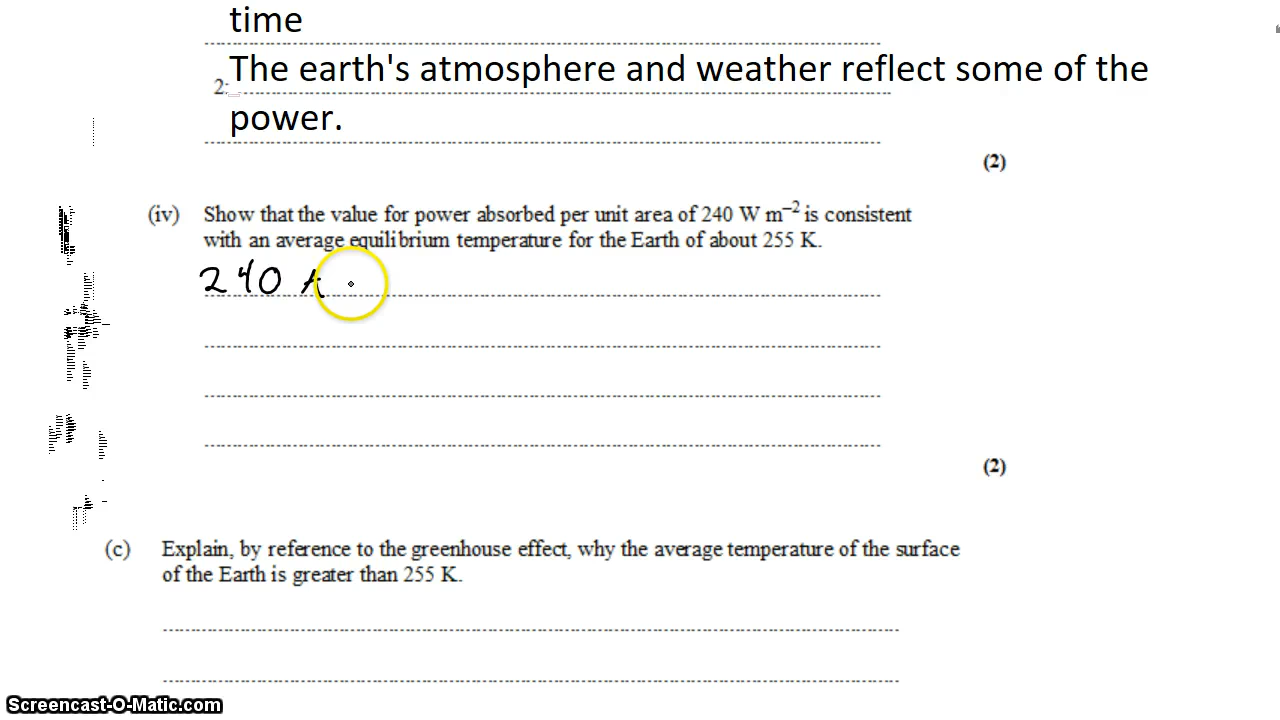 time
2. The earth's atmosphere and weather reflect some of the
power.
(2)
(iv) Show that the value for power absorbed per unit area of 240 W m⁻² is consistent
with an average equilibrium temperature for the Earth of about 255 K.
240 A
(2)
(c) Explain, by reference to the greenhouse effect, why the average temperature of the surface
of the Earth is greater than 255 K.
Screencast-O-Matic.com